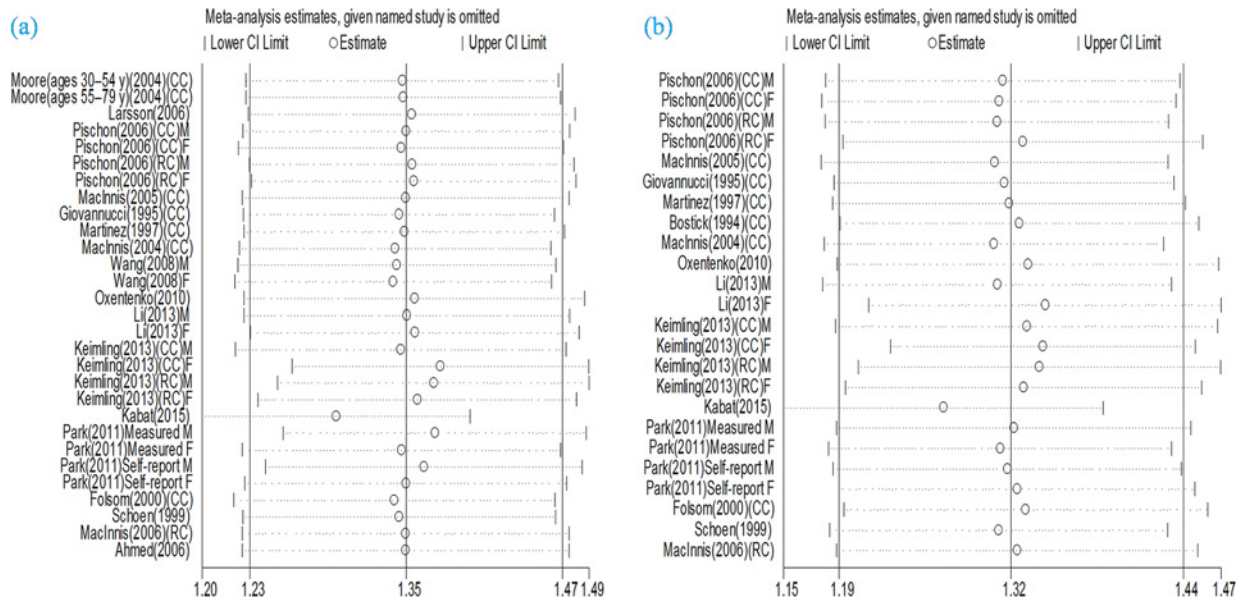 (a)
Meta-analysis estimates, given named study is omitted
| Lower CI Limit ○Estimate | Upper CI Limit
Moore(ages 30–54 y)(2004)(CC)
Moore(ages 55–79 y)(2004)(CC)
Larsson(2006)
Pischon(2006)(CC)M
Pischon(2006)(CC)F
Pischon(2006)(RC)M
Pischon(2006)(RC)F
MacInnis(2005)(CC)
Giovannucci(1995)(CC)
Martinez(1997)(CC)
MacInnis(2004)(CC)
Wang(2008)M
Wang(2008)F
Oxentenko(2010)
Li(2013)M
Li(2013)F
Keimling(2013)(CC)M
Keimling(2013)(CC)F
Keimling(2013)(RC)M
Keimling(2013)(RC)F
Kabat(2015)
Park(2011)Measured M
Park(2011)Measured F
Park(2011)Self-report M
Park(2011)Self-report F
Folsom(2000)(CC)
Schoen(1999)
MacInnis(2006)(RC)
Ahmed(2006)
1.20 1.23 1.35 1.47 1.49
(b)
Meta-analysis estimates, given named study is omitted
| Lower CI Limit ○Estimate | Upper CI Limit
Pischon(2006)(CC)M
Pischon(2006)(CC)F
Pischon(2006)(RC)M
Pischon(2006)(RC)F
MacInnis(2005)(CC)
Giovannucci(1995)(CC)
Martinez(1997)(CC)
Bostick(1994)(CC)
MacInnis(2004)(CC)
Oxentenko(2010)
Li(2013)M
Li(2013)F
Keimling(2013)(CC)M
Keimling(2013)(CC)F
Keimling(2013)(RC)M
Keimling(2013)(RC)F
Kabat(2015)
Park(2011)Measured M
Park(2011)Measured F
Park(2011)Self-report M
Park(2011)Self-report F
Folsom(2000)(CC)
Schoen(1999)
MacInnis(2006)(RC)
1.15 1.19 1.32 1.44 1.47